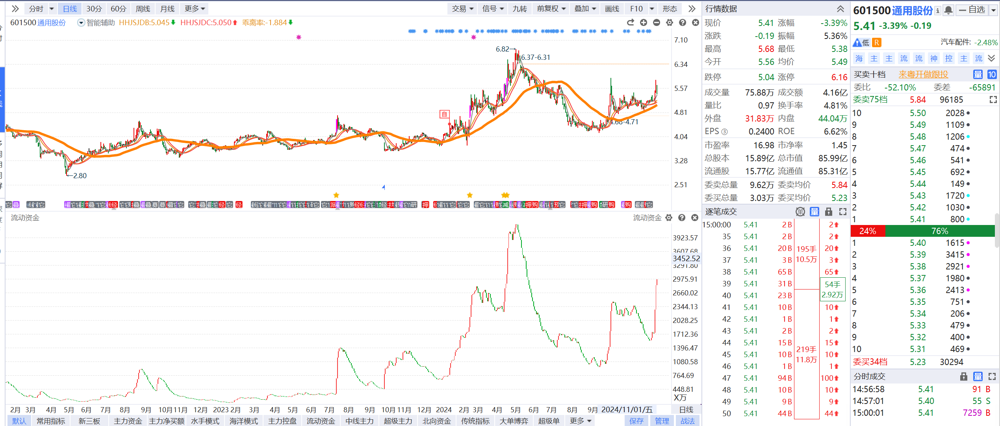 分时 日线 30分 60分 周线 月线 更多 交易 信号 九转 前复权 叠加 画线 F10 形态
601500 通用股份 智能辅助 HHJSJDB:5.045 HHJSJDC:5.050 乖离率:-1.884
7.10
6.82→
6.37-6.31
6.34
5.57
自
4.81
4.68-4.71
4.04
3.28
←2.80
2.51
流动资金 流动资金
3923.57
3607.68
3452.52
3291.80
2975.91
2660.02
2344.13
2028.25
1712.36
1396.47
1080.58
764.69
448.81
X万
2月 3月 4月 5月 6月 7月 8月 9月 10月 11月 12月 2023 2月 3月 4月 5月 6月 7月 8月 9月 10月 11月 12月 2024 2月 3月 4月 5月 6月 7月 8月 9月 2024/11/01/五 日线
默认 常用指标 新三板 主力资金 主力净买额 水手模式 海洋模式 主力控盘 流动资金 中线主力 超级主力 北向资金 传统指标 大单博弈 超级单 更多 保存 管理 战法
行情数据
现价 5.41 涨幅 -3.39%
涨跌 -0.19 振幅 5.36%
最高 5.68 最低 5.38
今开 5.56 均价 5.49
跌停 5.04 涨停 6.16
成交量 75.88万 成交额 4.16亿
量比 0.97 换手率 4.81%
外盘 31.83万 内盘 44.04万
EPS③ 0.2400 ROE 6.62%
市盈率 16.98 市净率 1.45
总股本 15.89亿 总市值 85.99亿
流通股 15.77亿 流通值 85.31亿
委卖总量 9.62万 委卖均价 5.84
委买总量 3.03万 委买均价 5.23
逐笔成交 单 量
15:00:00 5.41 2 B 2
35 5.41 2 B 2
36 5.41 20 B 20
37 5.41 3 B 3
38 5.41 65 B 65
39 5.41 31 B
40 5.41 23 B
41 5.41 10 B 10
42 5.41 1 B 1
43 5.41 2 B 2
44 5.41 15 B 15
45 5.41 10 B 10
46 5.41 1 B 1
47 5.41 94 B 100
48 5.41 10 B 10
49 5.41 9 B 9
50 5.41 44 B 44
195手
10.5万
54手
2.92万
219手
11.8万
601500 通用股份 自选
5.41 -3.39% -0.19
低 R 汽车配件: -2.48%
海 主 主 流 流 神 控 主 流
买卖十档 来粤开做跟投 量 10
委比 -52.10% 委差 -65891
委卖75档 5.84 96185
10 5.50 2028
9 5.49 1109
8 5.48 1206
7 5.47 474
6 5.46 541
5 5.45 692
4 5.44 149
3 5.43 1720
2 5.42 1030
1 5.41 800
24% 76%
1 5.40 1615
2 5.39 3415
3 5.38 2921
4 5.37 1980
5 5.36 2413
6 5.35 751
7 5.34 206
8 5.33 479
9 5.32 400
10 5.31 469
委买34档 5.23 30294
分时成交 量
14:56:58 5.41 91 B
14:57:01 5.40 55 S
15:00:01 5.41 7259 B